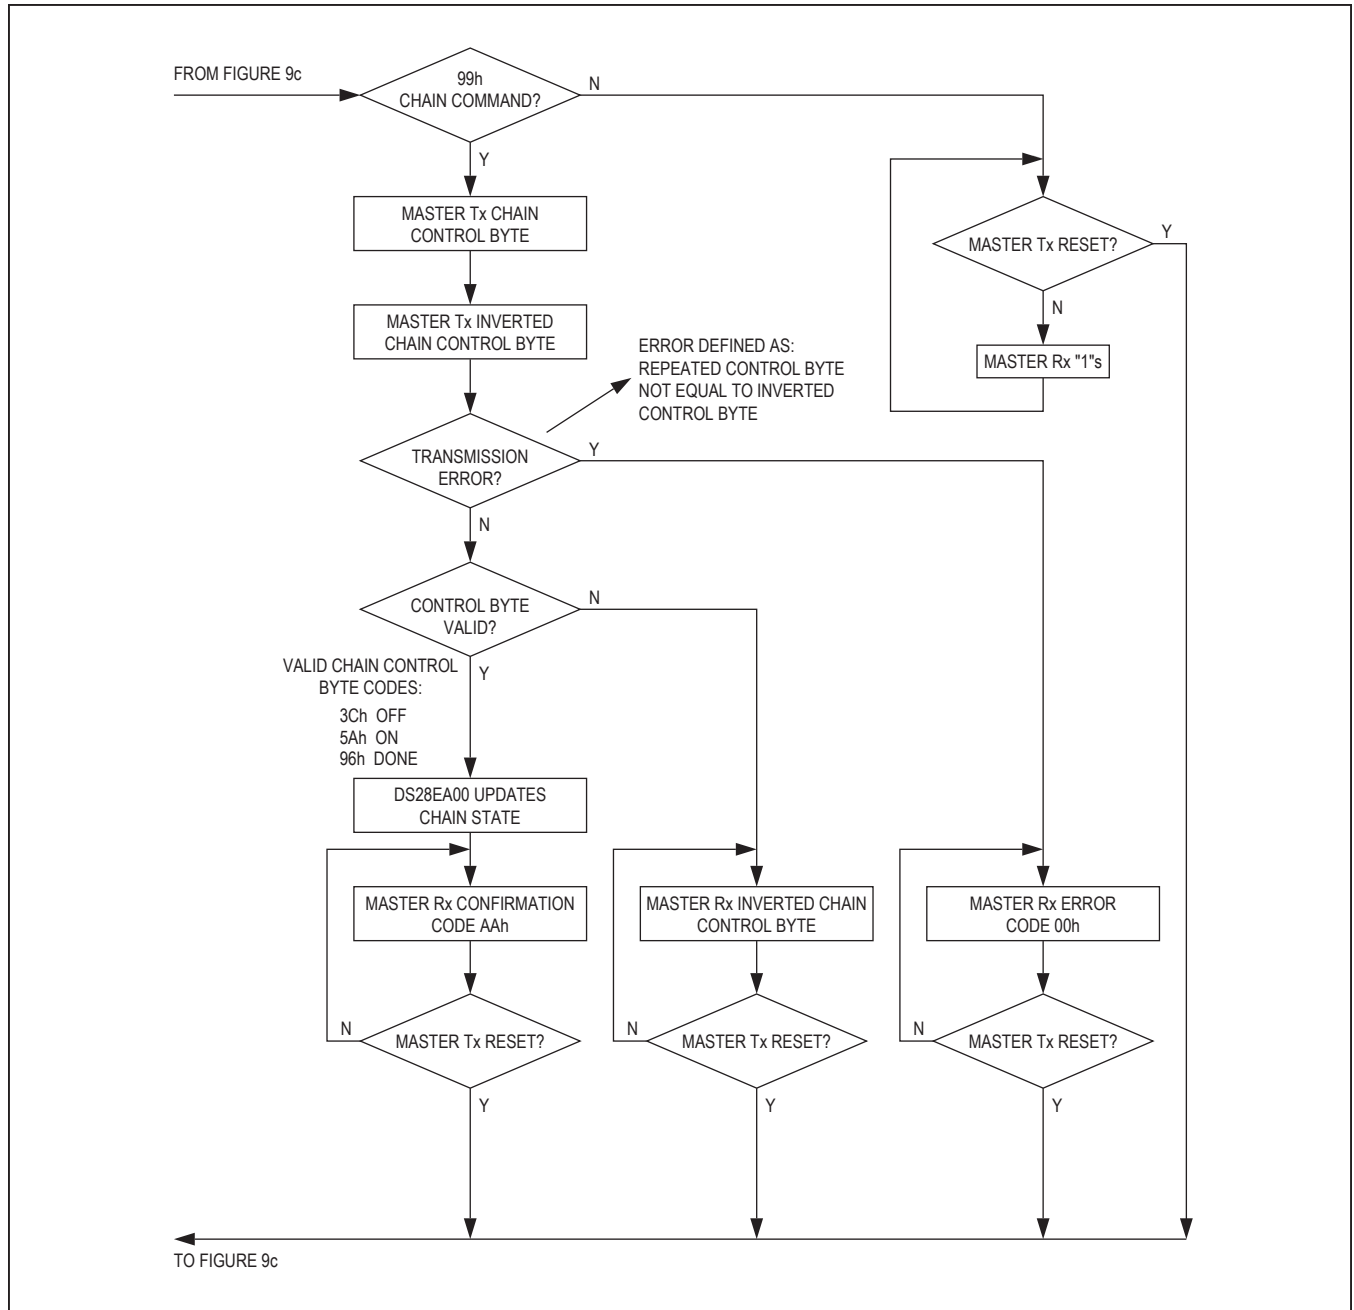 FROM FIGURE 9c
99h
CHAIN COMMAND?
N
Y
MASTER Tx CHAIN
CONTROL BYTE
MASTER Tx RESET?
Y
N
MASTER Rx "1"s
MASTER Tx INVERTED
CHAIN CONTROL BYTE
ERROR DEFINED AS:
REPEATED CONTROL BYTE
NOT EQUAL TO INVERTED
CONTROL BYTE
TRANSMISSION
ERROR?
Y
N
CONTROL BYTE
VALID?
N
Y
VALID CHAIN CONTROL
BYTE CODES:
3Ch OFF
5Ah ON
96h DONE
DS28EA00 UPDATES
CHAIN STATE
MASTER Rx CONFIRMATION
CODE AAh
MASTER Rx INVERTED CHAIN
CONTROL BYTE
MASTER Rx ERROR
CODE 00h
N
MASTER Tx RESET?
N
MASTER Tx RESET?
N
MASTER Tx RESET?
Y
Y
Y
TO FIGURE 9c